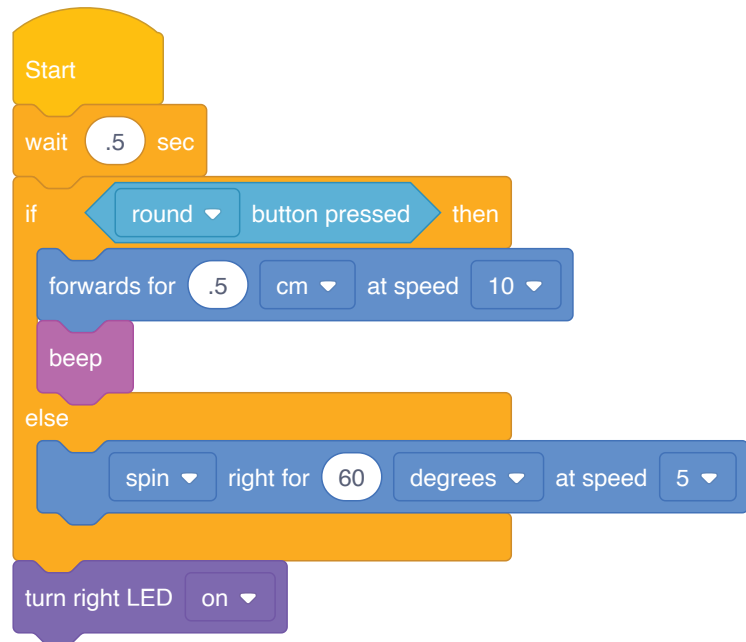 Start
wait .5 sec
if round button pressed then
forwards for .5 cm at speed 10
beep
else
spin right for 60 degrees at speed 5
turn right LED on